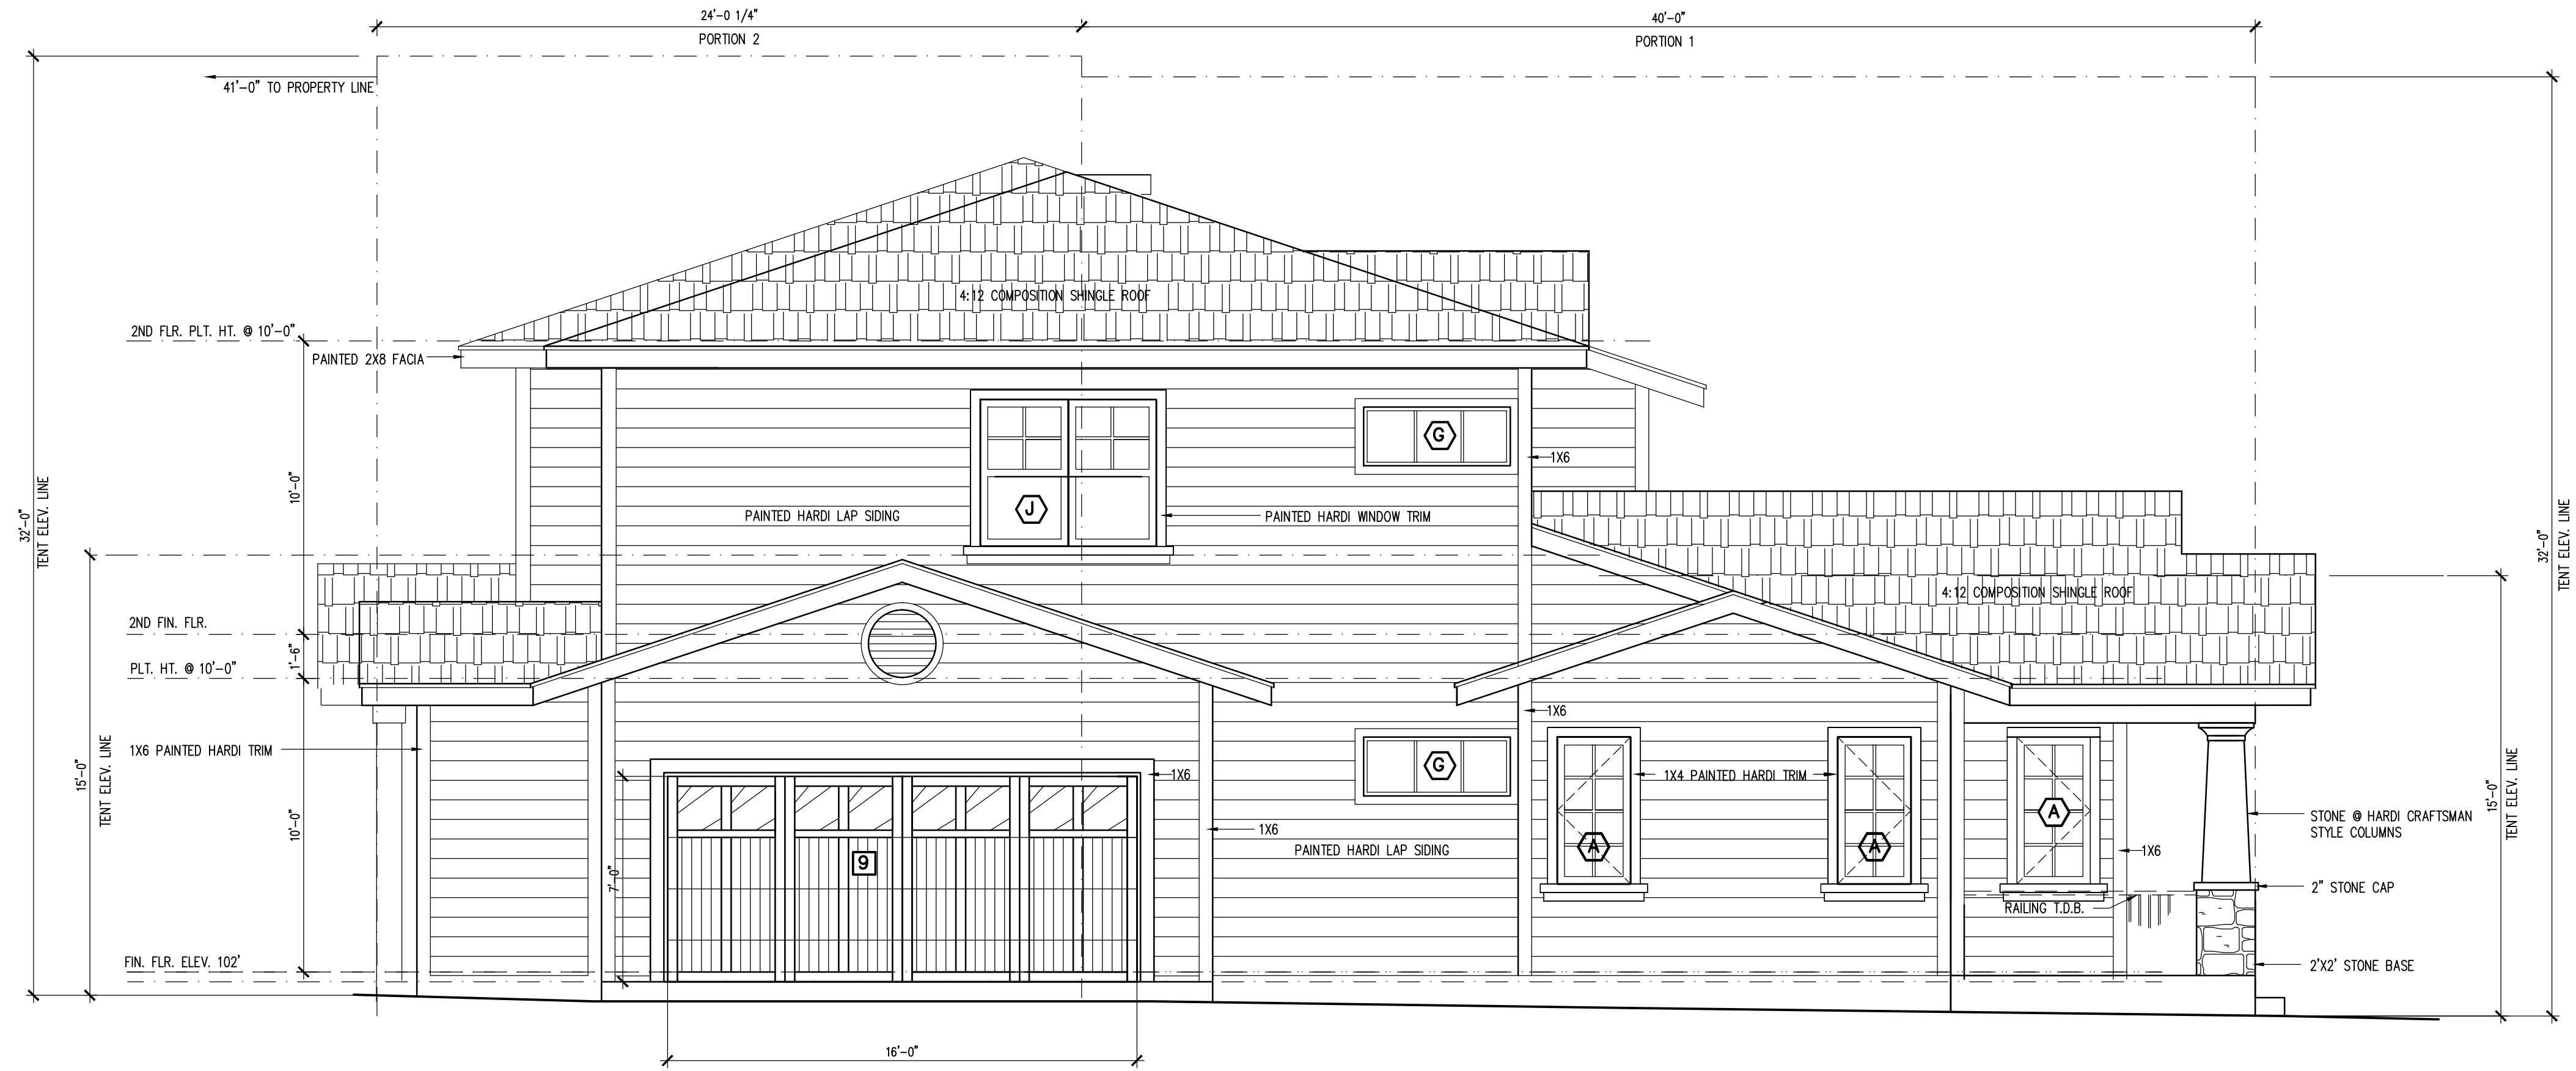 24'-0 1/4"
40'-0"
PORTION 2
PORTION 1
41'-0" TO PROPERTY LINE
4:12 COMPOSITION SHINGLE ROOF
2ND FLR. PLT. HT. @ 10'-0"
PAINTED 2X8 FACIA
G
1X6
10'-0"
J
PAINTED HARDI LAP SIDING
PAINTED HARDI WINDOW TRIM
32'-0"
TENT ELEV. LINE
32'-0"
TENT ELEV. LINE
4:12 COMPOSITION SHINGLE ROOF
2ND FIN. FLR.
1'-6"
PLT. HT. @ 10'-0"
1X6
1X6 PAINTED HARDI TRIM
15'-0"
TENT ELEV. LINE
G
1X6
1X4 PAINTED HARDI TRIM
15'-0"
TENT ELEV. LINE
10'-0"
A
STONE @ HARDI CRAFTSMAN
STYLE COLUMNS
1X6
PAINTED HARDI LAP SIDING
A
A
1X6
9
7'-0"
2" STONE CAP
RAILING T.D.B.
FIN. FLR. ELEV. 102'
2'X2' STONE BASE
16'-0"